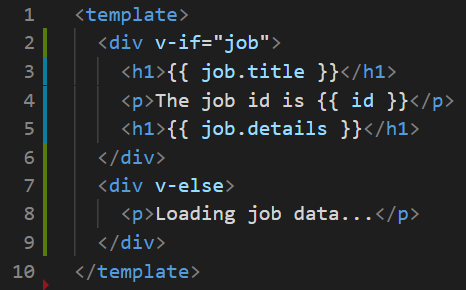 1 <template>
2 <div v-if="job">
3 <h1>{{ job.title }}</h1>
4 <p>The job id is {{ id }}</p>
5 <h1>{{ job.details }}</h1>
6 </div>
7 <div v-else>
8 <p>Loading job data...</p>
9 </div>
10 </template>